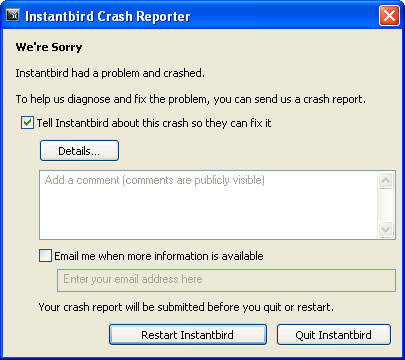 Instantbird Crash Reporter
We're Sorry
Instantbird had a problem and crashed.
To help us diagnose and fix the problem, you can send us a crash report.
Tell Instantbird about this crash so they can fix it
Details...
Add a comment (comments are publicly visible)
Email me when more information is available
Enter your email address here
Your crash report will be submitted before you quit or restart.
Restart Instantbird
Quit Instantbird